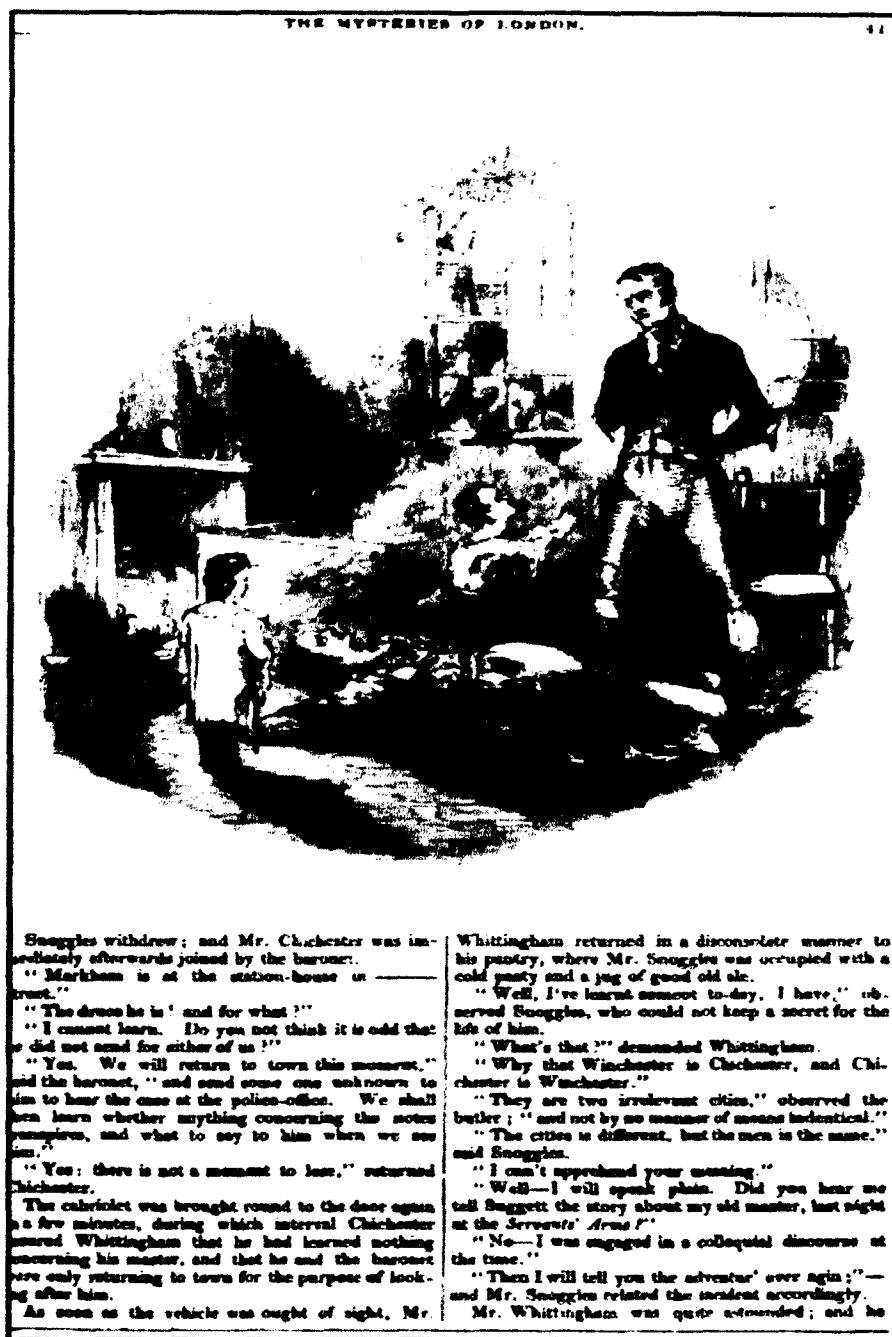 THE MYSTERIES OF LONDON.
41
Snoggles withdrew; and Mr. Chichester was im-
mediately afterwards joined by the baronet.
"Markham is at the station-house in ———
street."
"The deuce he is! and for what?"
"I cannot learn. Do you not think it is odd that
he did not send for either of us?"
"Yes. We will return to town this moment,"
said the baronet, "and send some one unknown to
him to hear the case at the police-office. We shall
then learn whether anything concerning the notes
transpires, and what to say to him when we see
him."
"Yes: there is not a moment to lose," returned
Chichester.
The cabriolet was brought round to the door again
in a few minutes, during which interval Chichester
assured Whittingham that he had learned nothing
concerning his master, and that he and the baronet
were only returning to town for the purpose of look-
ing after him.
As soon as the vehicle was ought of sight, Mr.
Whittingham returned in a disconsolate manner to
his pantry, where Mr. Snoggles was occupied with a
cold pasty and a jug of good old ale.
"Well, I've learnt someot to-day, I have," ob-
served Snoggles, who could not keep a secret for the
life of him.
"What's that?" demanded Whittingham.
"Why that Winchester is Chichester, and Chi-
chester is Winchester."
"They are two irrelevant cities," observed the
butler; "and not by no manner of means indentical."
"The cities is different, but the men is the same,"
said Snoggles.
"I can't apprehend your meaning."
"Well—I will speak plain. Did you hear me
tell Suggett the story about my old master, last night
at the Servants' Arms?"
"No—I was engaged in a colloquial discourse at
the time."
"Then I will tell you the adventur' over agin;"—
and Mr. Snoggles related the incident accordingly.
Mr. Whittingham was quite astounded; and he